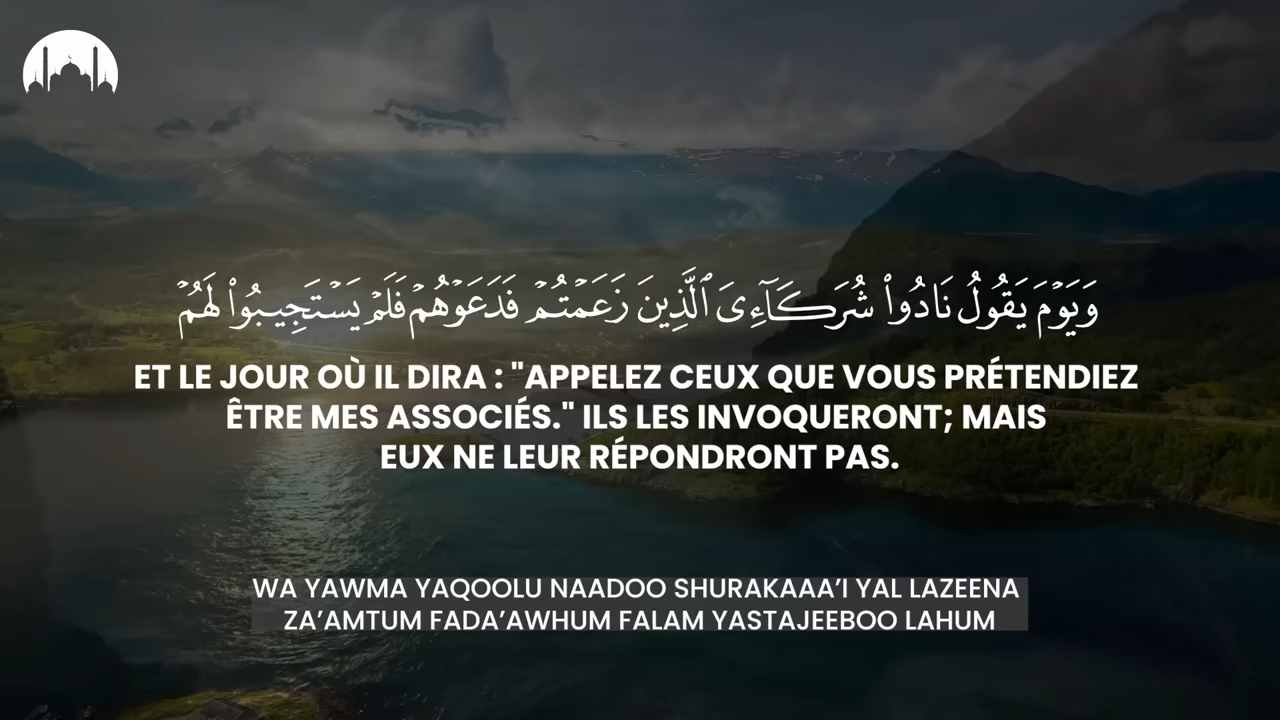 وَيَوْمَ يَقُولُ نَادُوا۟ شُرَكَآءِىَ ٱلَّذِينَ زَعَمْتُمْ فَدَعَوْهُمْ فَلَمْ يَسْتَجِيبُوا۟ لَهُمْ
ET LE JOUR OÙ IL DIRA : "APPELEZ CEUX QUE VOUS PRÉTENDIEZ
ÊTRE MES ASSOCIÉS." ILS LES INVOQUERONT; MAIS
EUX NE LEUR RÉPONDRONT PAS.
WA YAWMA YAQOOLU NAADOO SHURAKAAA’I YAL LAZEENA
ZA’AMTUM FADA’AWHUM FALAM YASTAJEEBOO LAHUM